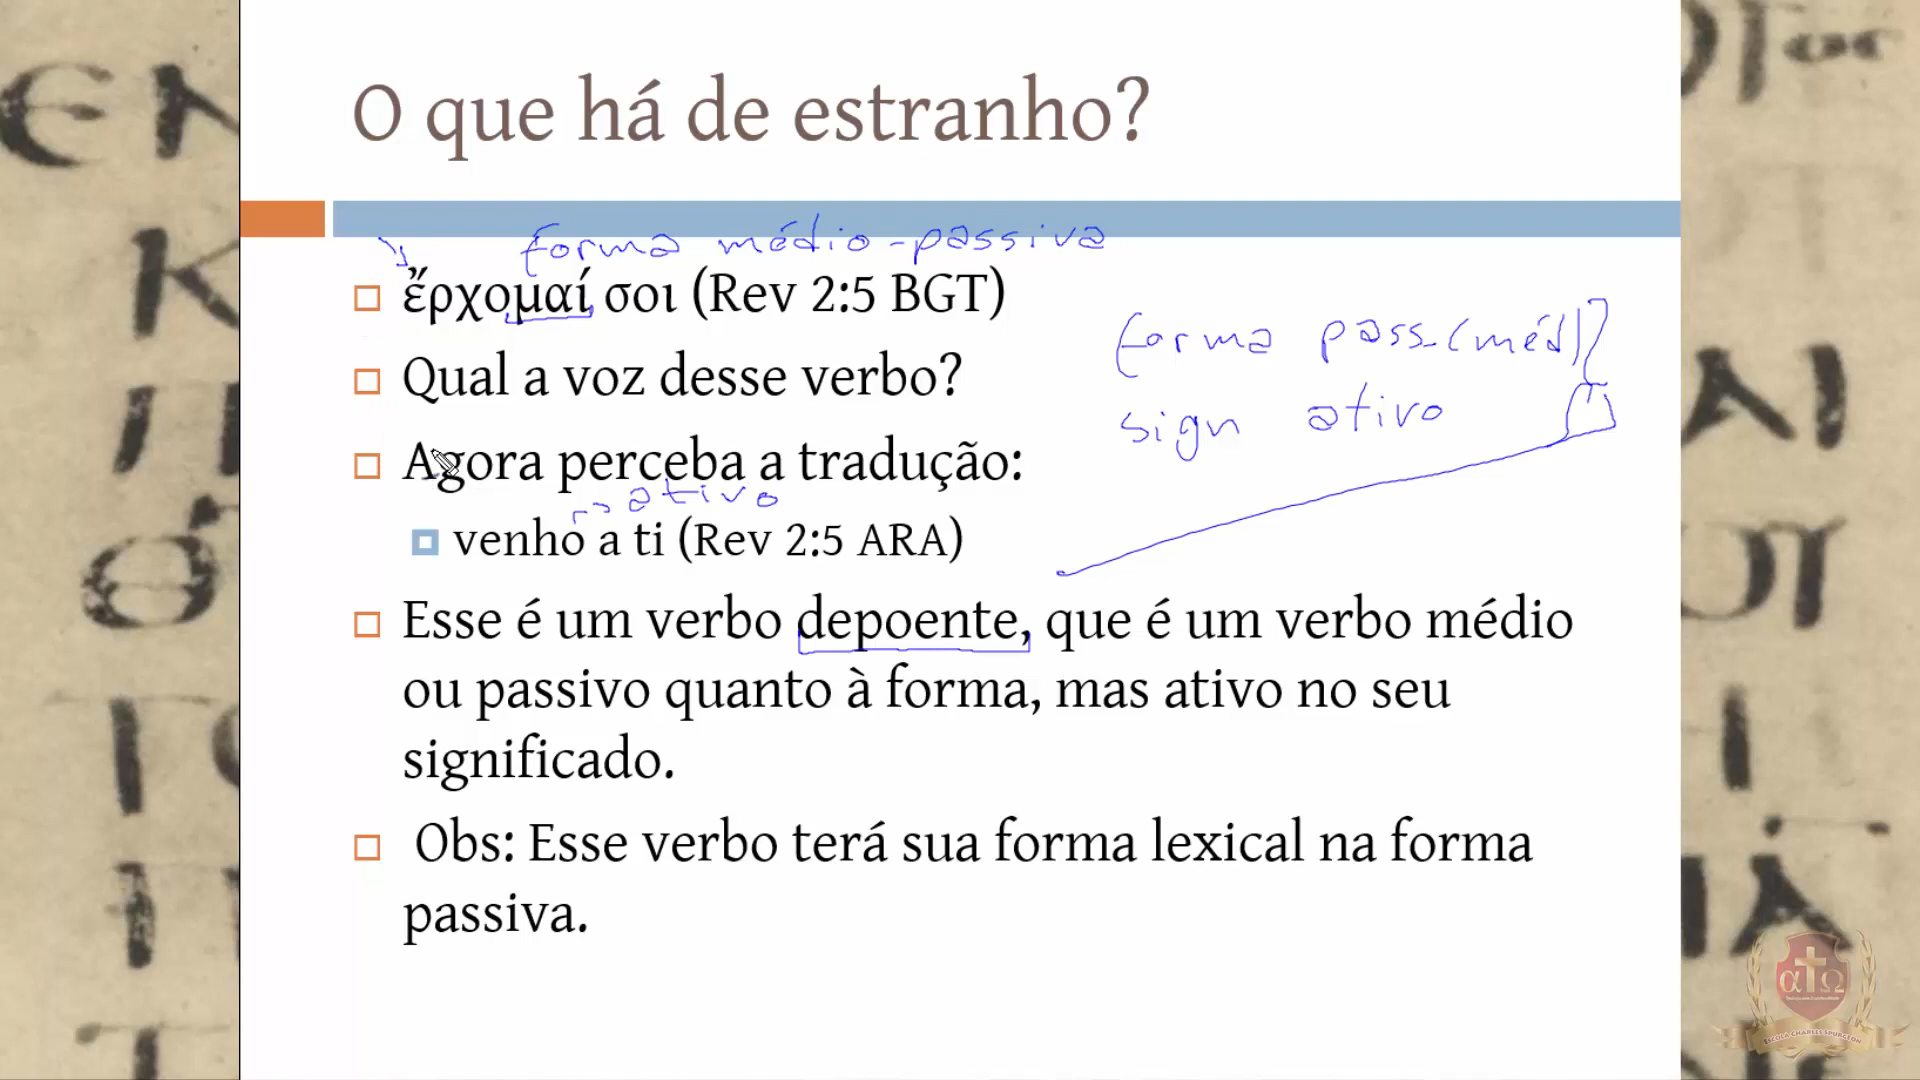 O que há de estranho?
forma médio-passiva
ἔρχομαί σοι (Rev 2:5 BGT)
forma pass (méd)
Qual a voz desse verbo?
sign ativo
Agora perceba a tradução:
ativo
venho a ti (Rev 2:5 ARA)
Esse é um verbo depoente, que é um verbo médio
ou passivo quanto à forma, mas ativo no seu
significado.
Obs: Esse verbo terá sua forma lexical na forma
passiva.
α Ω
ESCOLA CHARLES SPURGEON